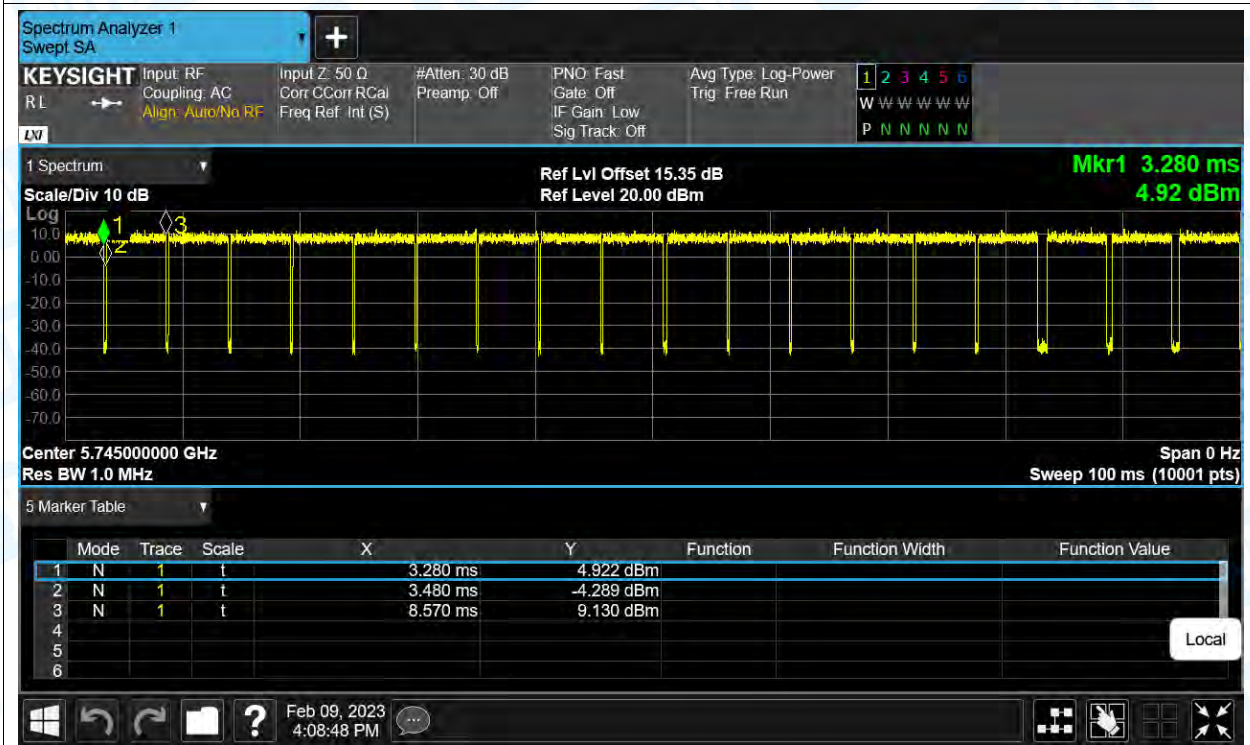 Spectrum Analyzer 1
Swept SA
+
KEYSIGHT Input: RF Input Z: 50 Ω #Atten: 30 dB PNO: Fast Avg Type: Log-Power 1 2 3 4 5 6
RL Coupling: AC Corr CCorr RCal Preamp: Off Gate: Off Trig: Free Run W W W W W W
Align: Auto/No RF Freq Ref: Int (S) IF Gain: Low
LXI Sig Track: Off P N N N N N
1 Spectrum Ref Lvl Offset 15.35 dB Mkr1 3.280 ms
Scale/Div 10 dB Ref Level 20.00 dBm 4.92 dBm
Log
1 3
10.0
2
0.00
-10.0
-20.0
-30.0
-40.0
-50.0
-60.0
-70.0
Center 5.745000000 GHz Span 0 Hz
Res BW 1.0 MHz Sweep 100 ms (10001 pts)
5 Marker Table
Mode Trace Scale X Y Function Function Width Function Value
1 N 1 t 3.280 ms 4.922 dBm
2 N 1 t 3.480 ms -4.289 dBm
3 N 1 t 8.570 ms 9.130 dBm
4
5 Local
6
? Feb 09, 2023
4:08:48 PM